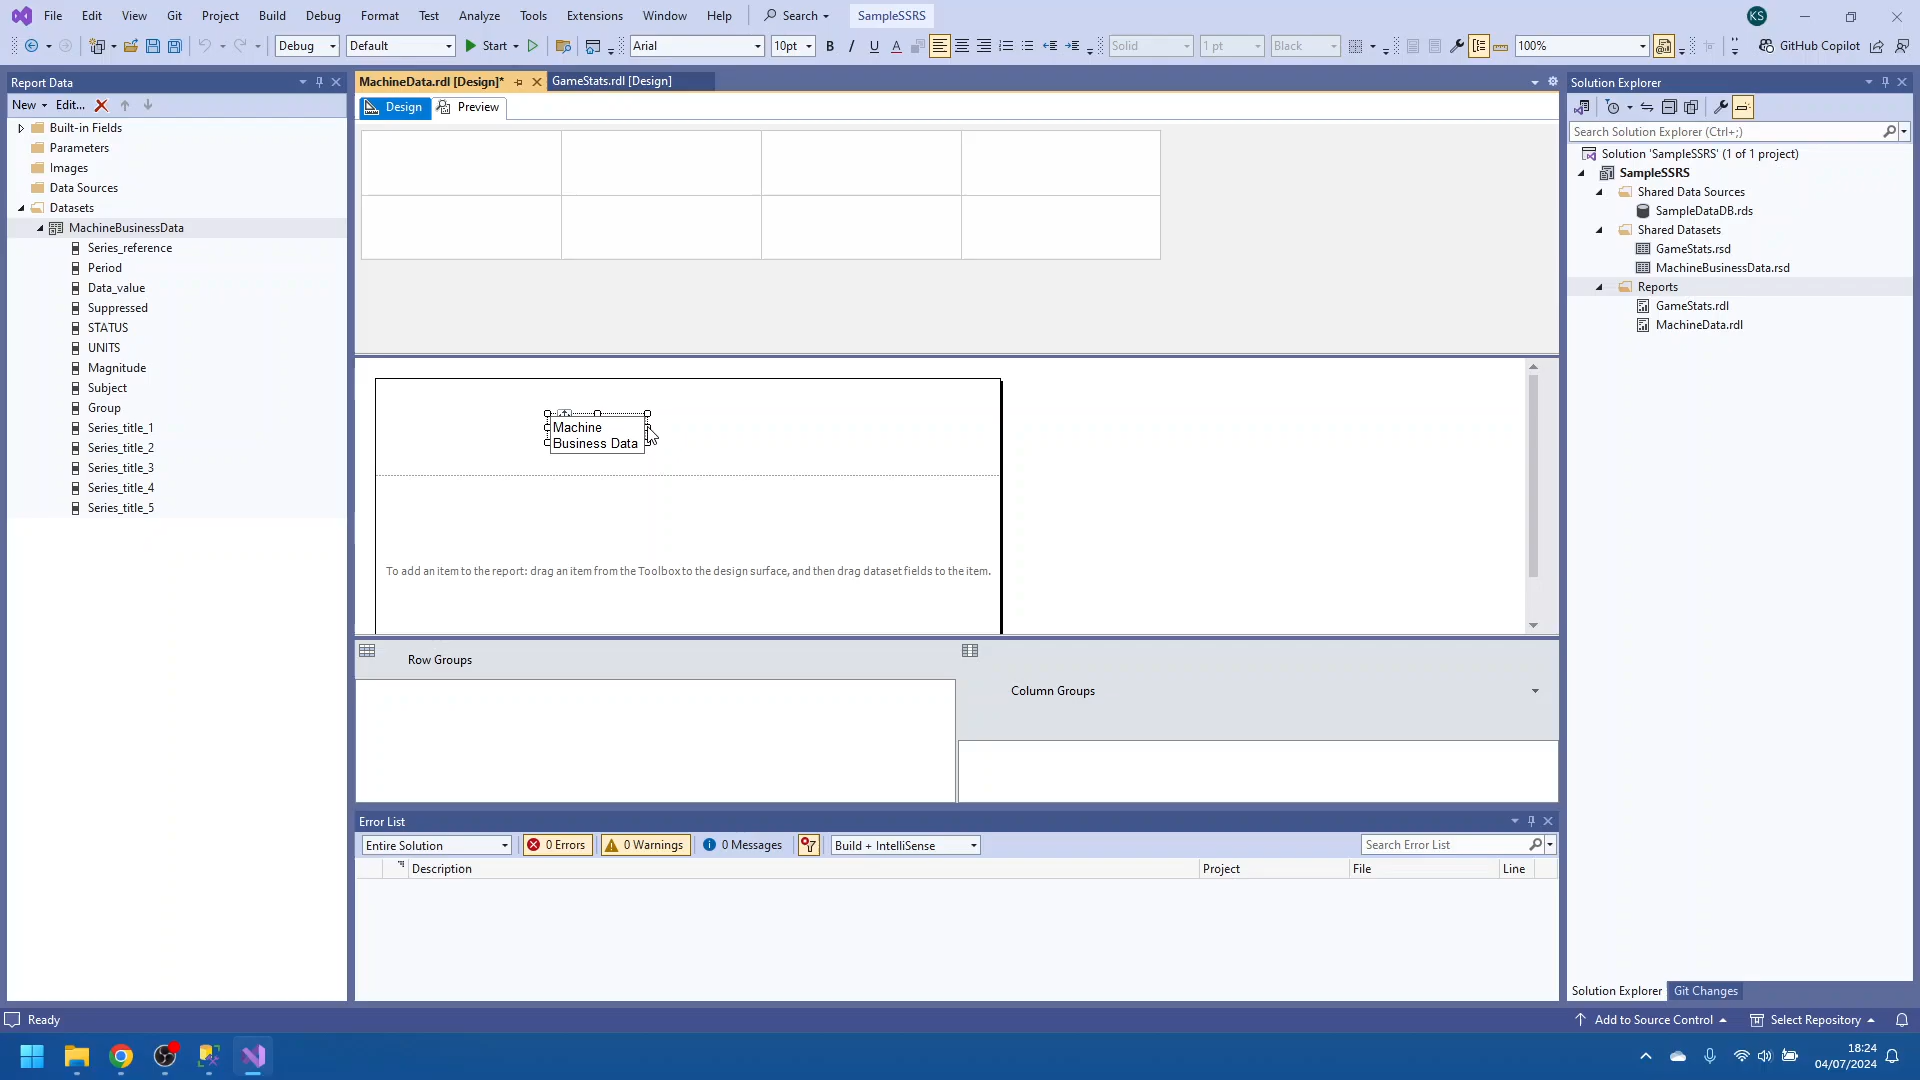 File Edit View Git Project Build Debug Format Test Analyze Tools Extensions Window Help Search SampleSSRS KS
Debug Default Start Arial 10pt B I U A Solid 1 pt Black 100% GitHub Copilot
Report Data
New Edit...
Built-in Fields
Parameters
Images
Data Sources
Datasets
MachineBusinessData
Series_reference
Period
Data_value
Suppressed
STATUS
UNITS
Magnitude
Subject
Group
Series_title_1
Series_title_2
Series_title_3
Series_title_4
Series_title_5
MachineData.rdl [Design]* GameStats.rdl [Design]
Design Preview
Machine
Business Data
To add an item to the report: drag an item from the Toolbox to the design surface, and then drag dataset fields to the item.
Row Groups
Column Groups
Error List
Entire Solution 0 Errors 0 Warnings 0 Messages Build + IntelliSense Search Error List
Description Project File Line
Solution Explorer
Search Solution Explorer (Ctrl+;)
Solution 'SampleSSRS' (1 of 1 project)
SampleSSRS
Shared Data Sources
SampleDataDB.rds
Shared Datasets
GameStats.rsd
MachineBusinessData.rsd
Reports
GameStats.rdl
MachineData.rdl
Solution Explorer Git Changes
Ready Add to Source Control Select Repository
18:24
04/07/2024